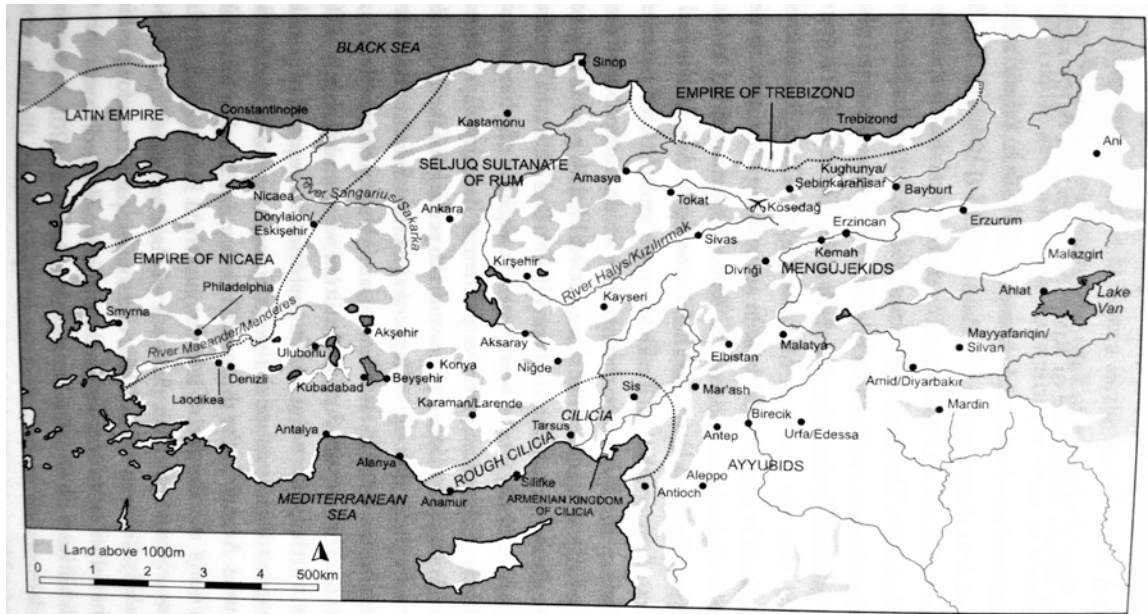 BLACK SEA
Sinop
LATIN EMPIRE
Constantinople
Kastamonu
EMPIRE OF TREBIZOND
Trebizond
Ani
SELJUQ SULTANATE
OF RUM
Amasya
Kughunya/
Şebinkarahisar
Bayburt
Nicaea
River Sangarius/Sakarka
Tokat
Kösedağ
Dorylaion/
Eskişehir
Ankara
Erzincan
Erzurum
Sivas
Kemah
Malazgirt
EMPIRE OF NICAEA
Kırşehir
River Halys/Kızılırmak
Divriği
MENGÜJEKIDS
Philadelphia
Ahlat
Lake
Van
Smyrna
Kayseri
River Maeander/Menderes
Akşehir
Aksaray
Mayyafariqin/
Silvan
Uluborlu
Elbistan
Malatya
Konya
Niğde
Laodikea
Denizli
Kubadabad
Beyşehir
Amid/Diyarbakır
Sis
Mar'ash
Karaman/Larende
CILICIA
Birecik
Mardin
Antalya
Tarsus
Antep
Urfa/Edessa
ROUGH CILICIA
Alanya
AYYUBIDS
Silifke
Aleppo
MEDITERRANEAN
SEA
Anamur
ARMENIAN KINGDOM
OF CILICIA
Antioch
Land above 1000m
0 1 2 3 4 500km